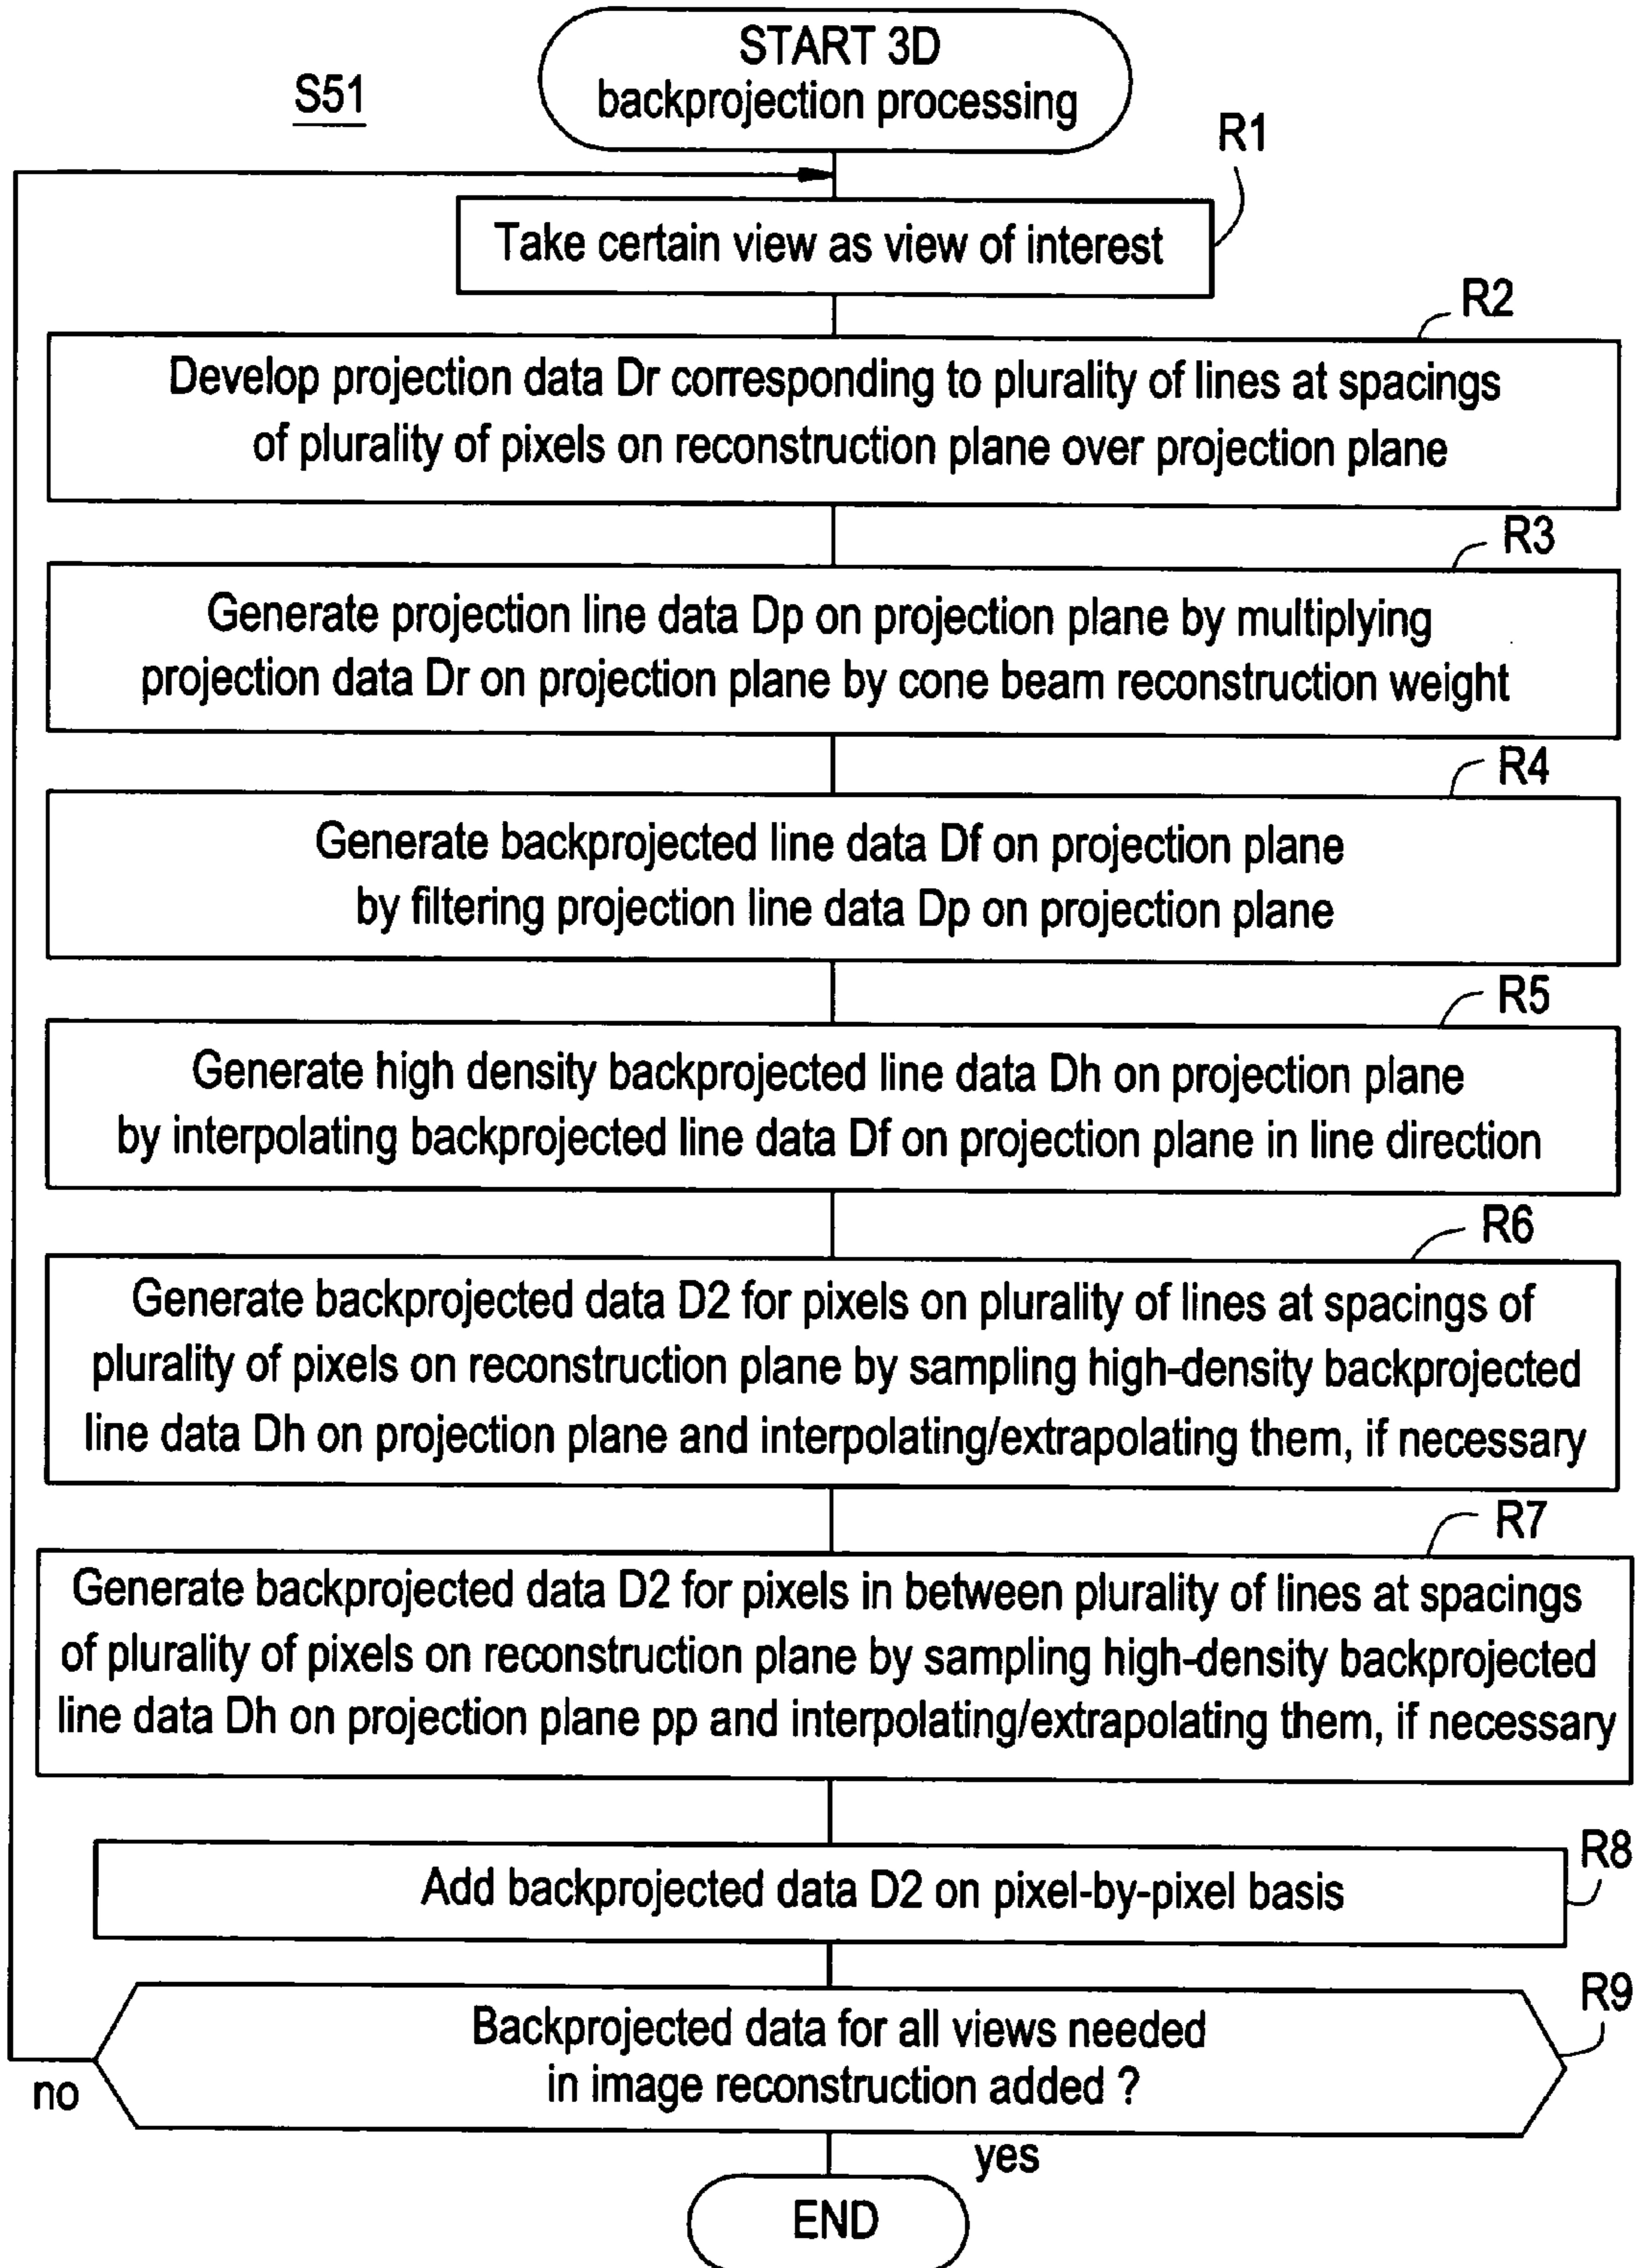 START 3D
backprojection processing
S51
R1
Take certain view as view of interest
R2
Develop projection data Dr corresponding to plurality of lines at spacings
of plurality of pixels on reconstruction plane over projection plane
R3
Generate projection line data Dp on projection plane by multiplying
projection data Dr on projection plane by cone beam reconstruction weight
R4
Generate backprojected line data Df on projection plane
by filtering projection line data Dp on projection plane
R5
Generate high density backprojected line data Dh on projection plane
by interpolating backprojected line data Df on projection plane in line direction
R6
Generate backprojected data D2 for pixels on plurality of lines at spacings of
plurality of pixels on reconstruction plane by sampling high-density backprojected
line data Dh on projection plane and interpolating/extrapolating them, if necessary
R7
Generate backprojected data D2 for pixels in between plurality of lines at spacings
of plurality of pixels on reconstruction plane by sampling high-density backprojected
line data Dh on projection plane pp and interpolating/extrapolating them, if necessary
R8
Add backprojected data D2 on pixel-by-pixel basis
R9
Backprojected data for all views needed
in image reconstruction added ?
no
yes
END